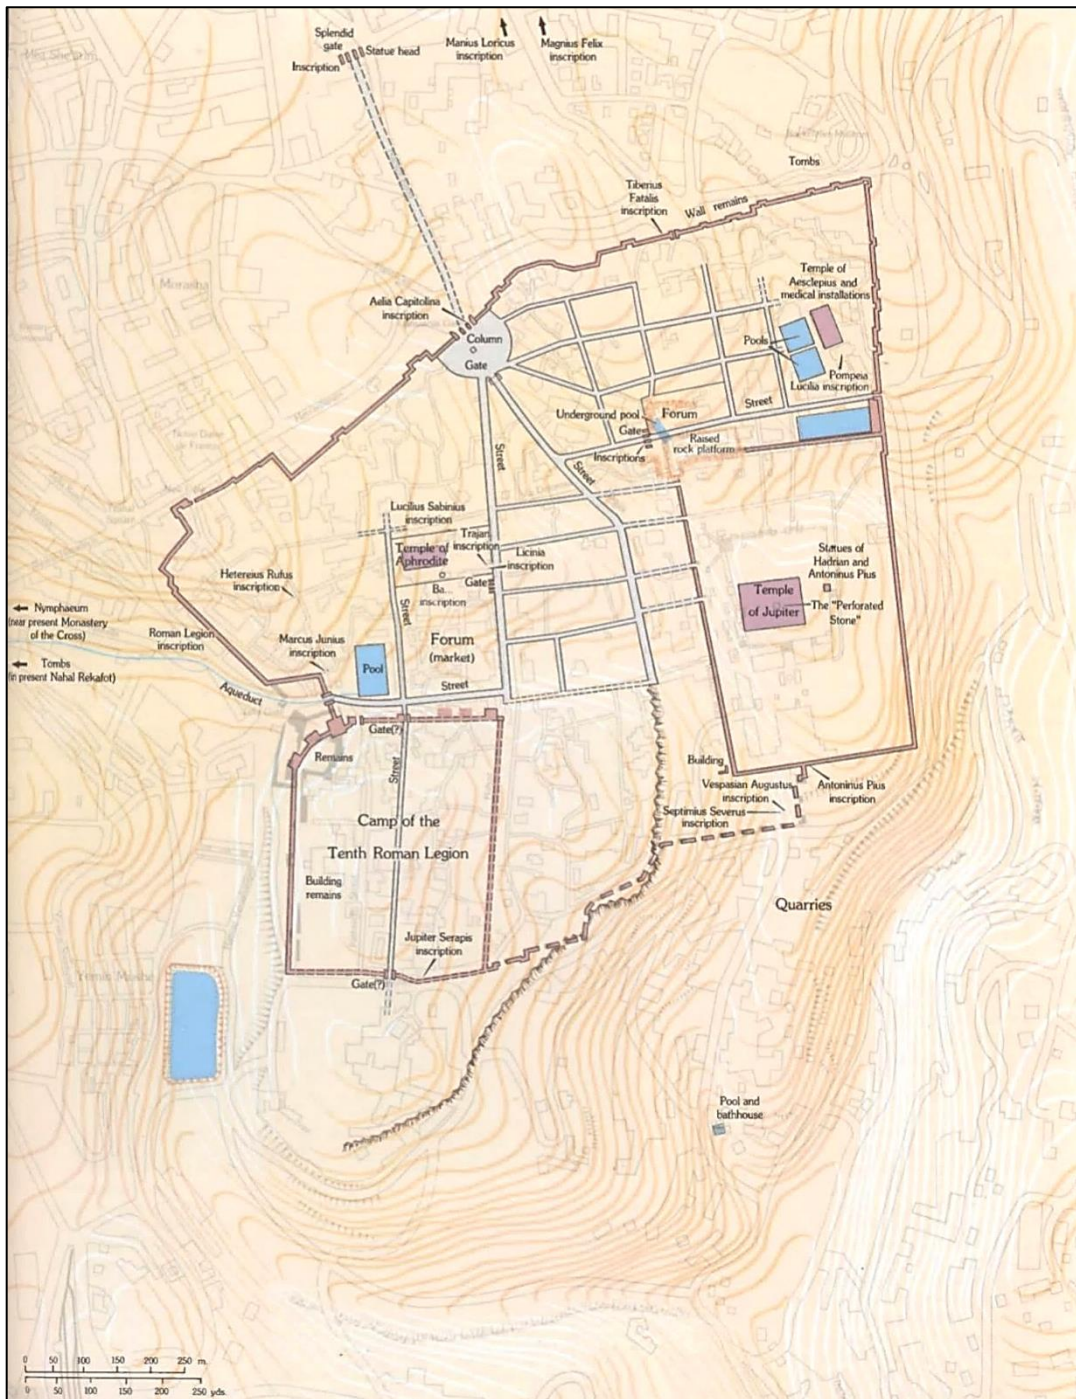 Splendid
gate
Inscription
Statue head
Manius Loricus
inscription
Magnius Felix
inscription
Tombs
Tiberius
Fatalis
inscription
Wall remains
Morasha
Temple of
Aesclepius and
medical installations
Aelia Capitolina
inscription
Column
Gate
Pools
Pompeia
Lucilia inscription
Street
Underground pool
Forum
Gate
Raised
rock platform
Inscriptions
Street
Street
Lucilius Sabinius
inscription
Trajan
inscription
Temple of
Aphrodite
Licinia
inscription
Statues of
Hadrian and
Antoninus Pius
Hetereius Rufus
inscription
Ba...
inscription
Gate
Street
Temple
of Jupiter
The "Perforated
Stone"
Nymphaeum
(near present Monastery
of the Cross)
Roman Legion
inscription
Marcus Junius
inscription
Forum
(market)
Tombs
(in present Nahal Rekafot)
Pool
Street
Aqueduct
Gate(?)
Remains
Street
Building
Vespasian Augustus
inscription
Antoninus Pius
inscription
Septimius Severus
inscription
Camp of the
Tenth Roman Legion
Building
remains
Quarries
Jupiter Serapis
inscription
Gate(?)
Pool and
bathhouse
0 50 100 150 200 250 m.
0 50 100 150 200 250 yds.